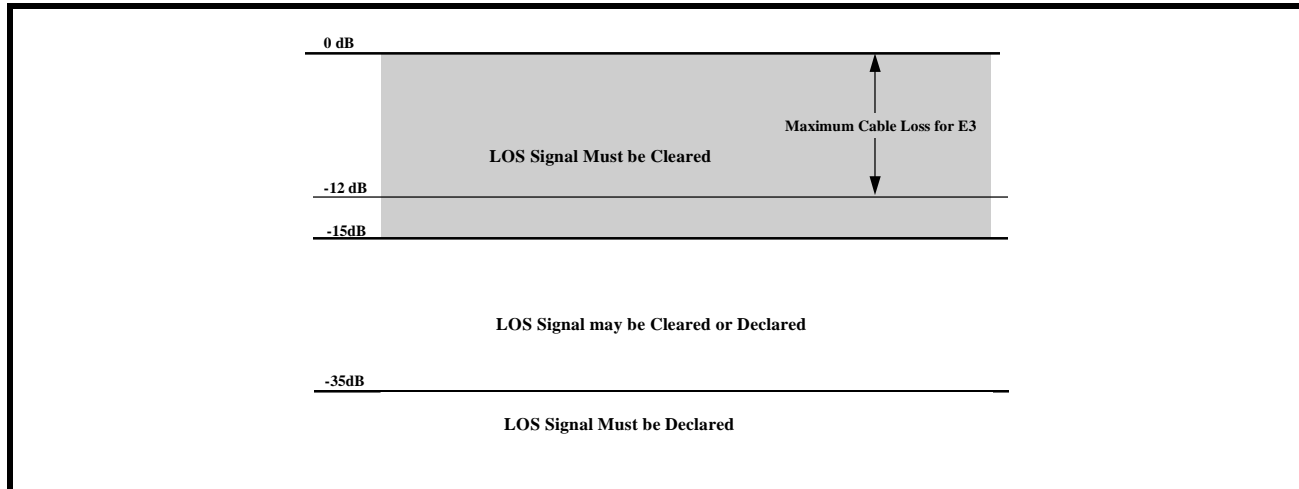 0 dB
Maximum Cable Loss for E3
LOS Signal Must be Cleared
-12 dB
-15dB
LOS Signal may be Cleared or Declared
-35dB
LOS Signal Must be Declared